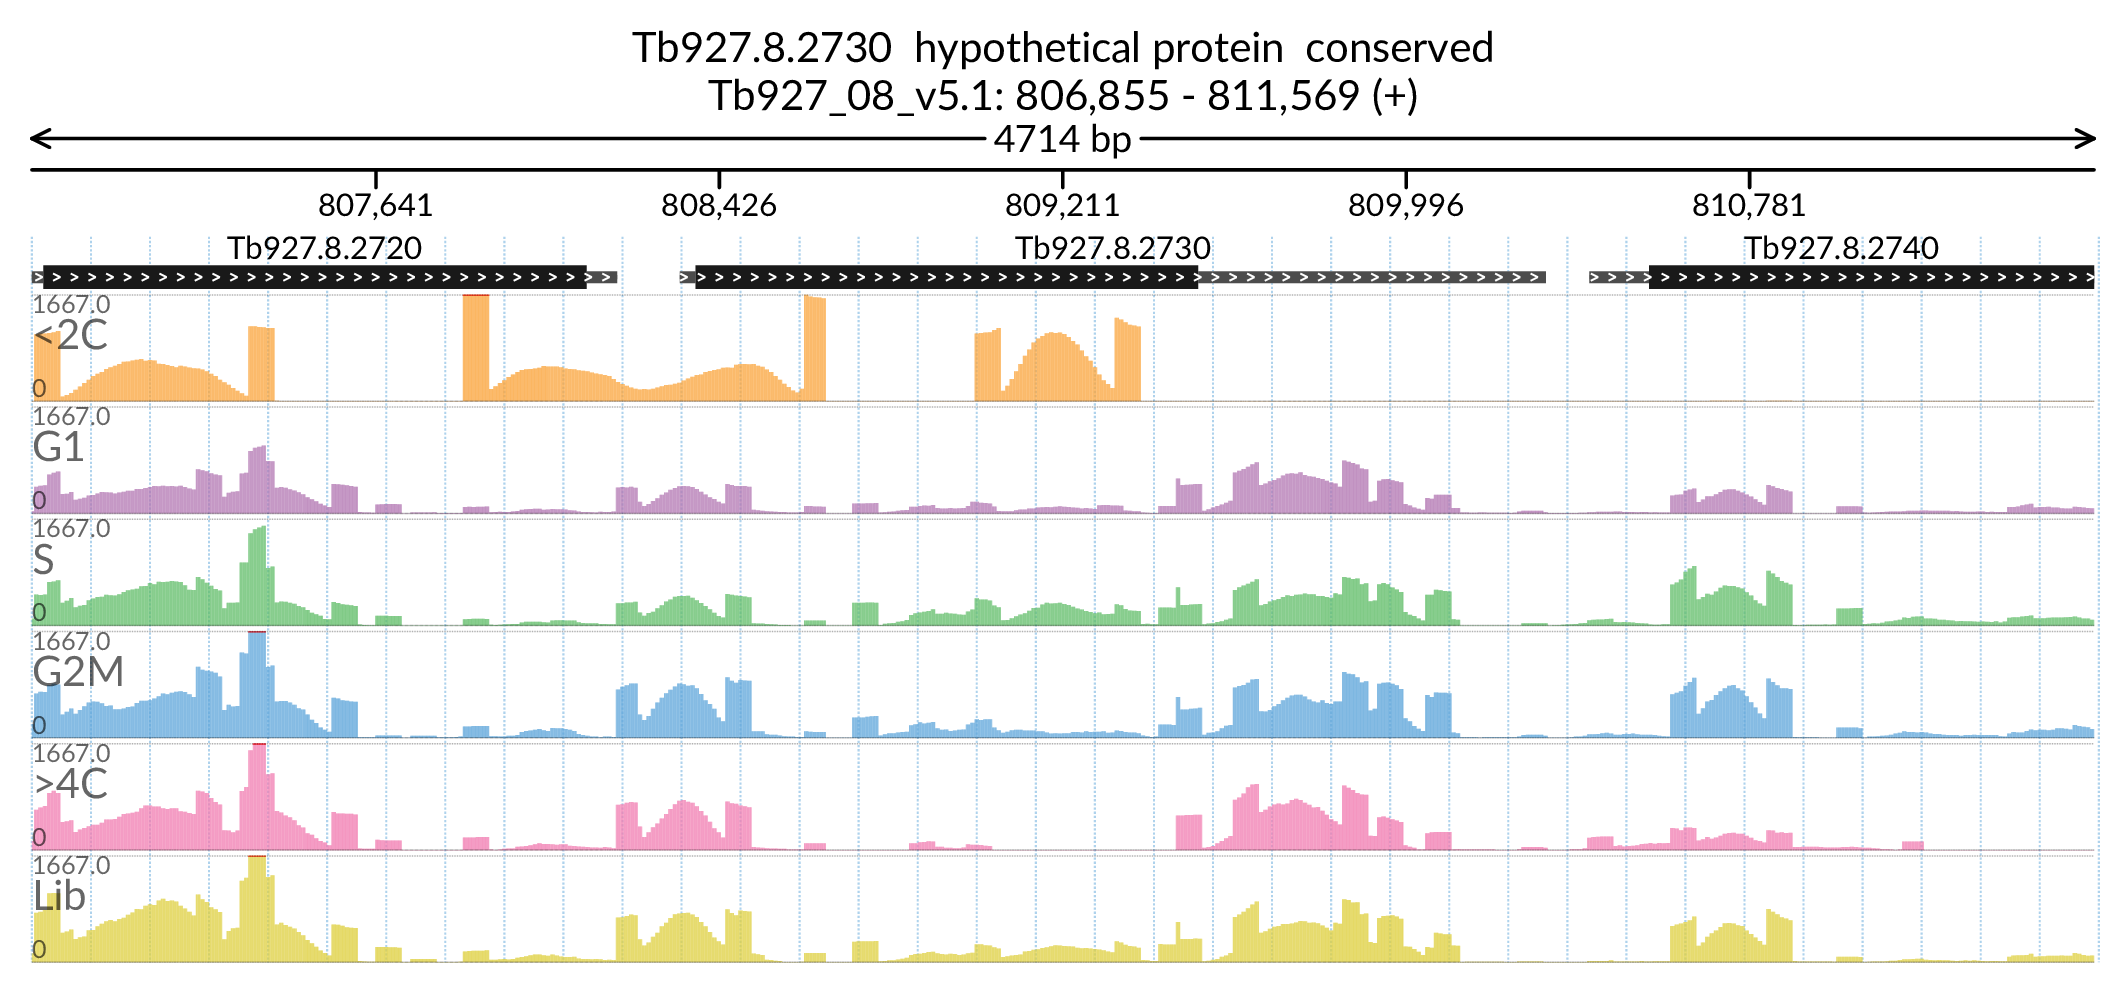 Tb927.8.2730  hypothetical protein  conserved
Tb927_08_v5.1: 806,855 - 811,569 (+)
4714 bp
807,641 808,426 809,211 809,996 810,781
Tb927.8.2720 Tb927.8.2730 Tb927.8.2740
1667.0
<2C
0
1667.0
G1
0
1667.0
S
0
1667.0
G2M
0
1667.0
>4C
0
1667.0
Lib
0